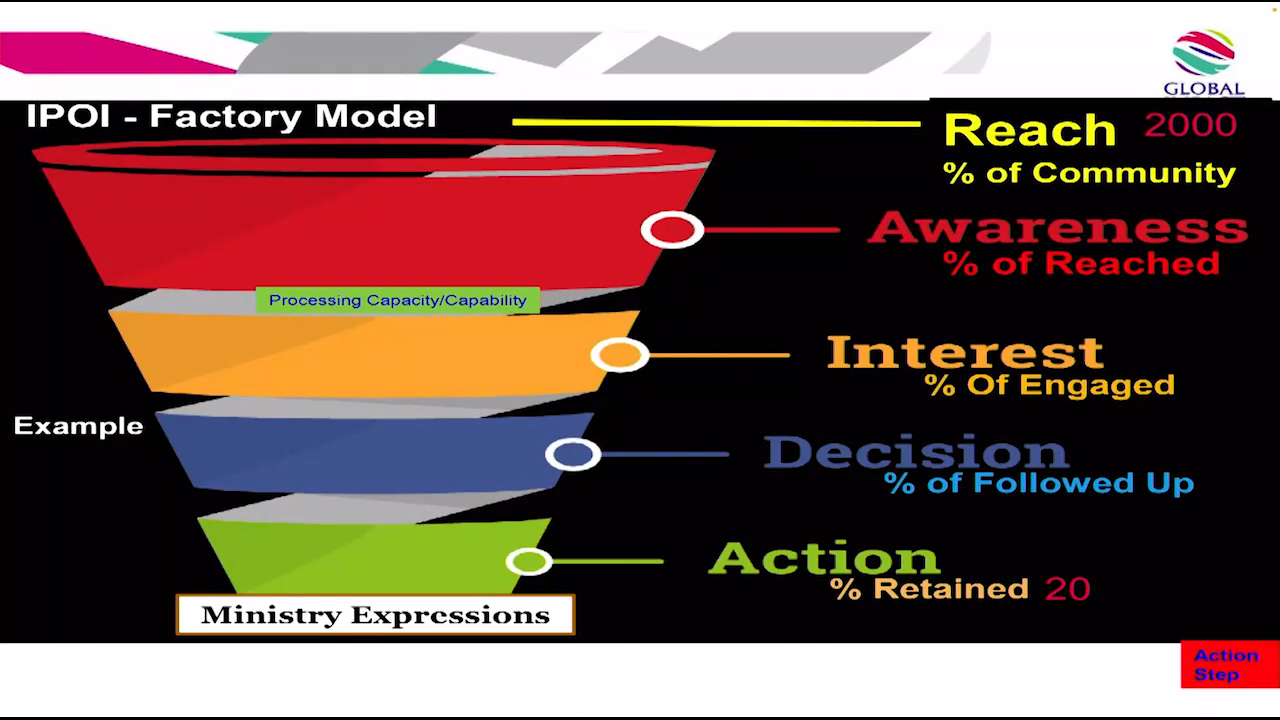 GLOBAL
IPOI - Factory Model
Reach 2000
% of Community
Awareness
% of Reached
Processing Capacity/Capability
Interest
% Of Engaged
Example
Decision
% of Followed Up
Action
% Retained 20
Ministry Expressions
Action
Step